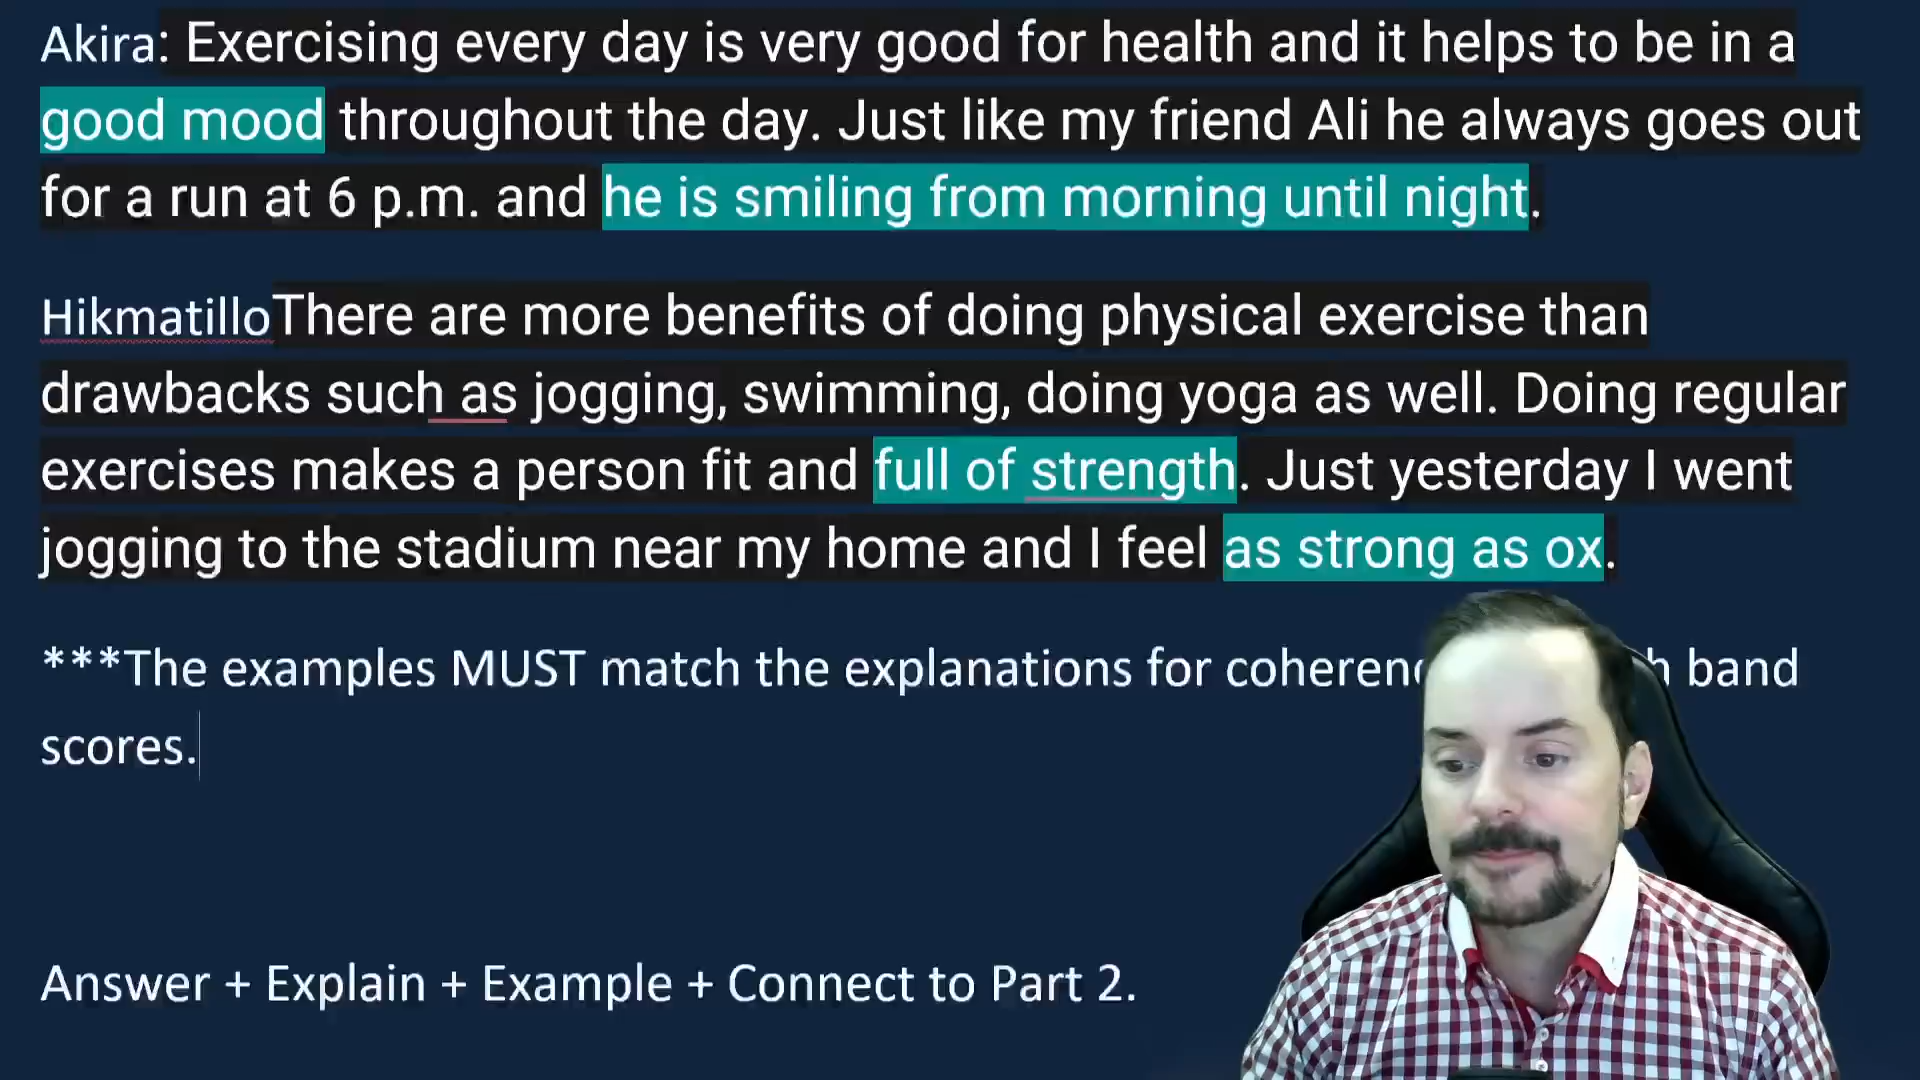 Akira: Exercising every day is very good for health and it helps to be in a
good mood throughout the day. Just like my friend Ali he always goes out
for a run at 6 p.m. and he is smiling from morning until night.
HikmatilloThere are more benefits of doing physical exercise than
drawbacks such as jogging, swimming, doing yoga as well. Doing regular
exercises makes a person fit and full of strength. Just yesterday I went
jogging to the stadium near my home and I feel as strong as ox.
***The examples MUST match the explanations for band
scores.
Answer + Explain + Example + Connect to Part 2.